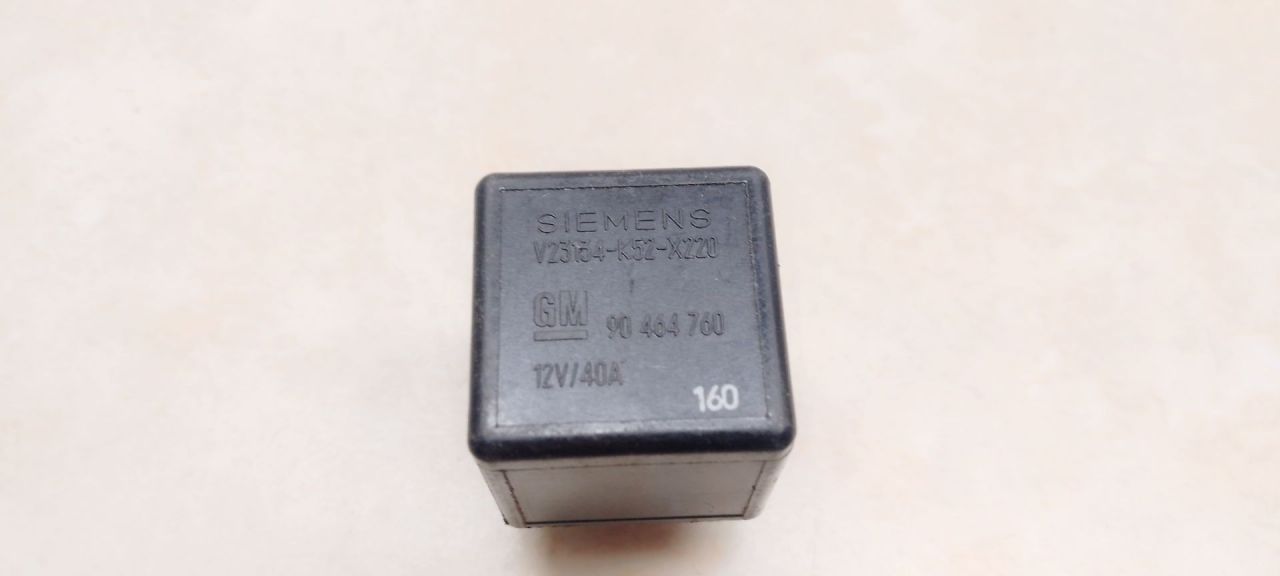 SIEMENS
V23134-K52-X220
GM 90 464 760
12V/40A
160